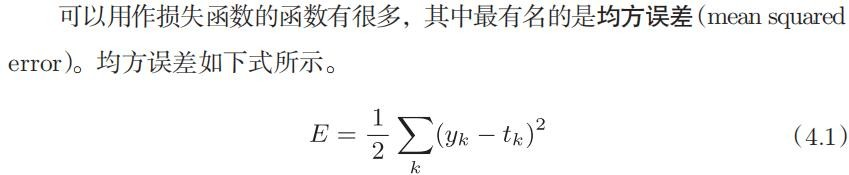 可以用作损失函数的函数有很多，其中最有名的是均方误差(mean squared
error)。均方误差如下式所示。
E = 1/2 ∑_k (y_k − t_k)^2 (4.1)